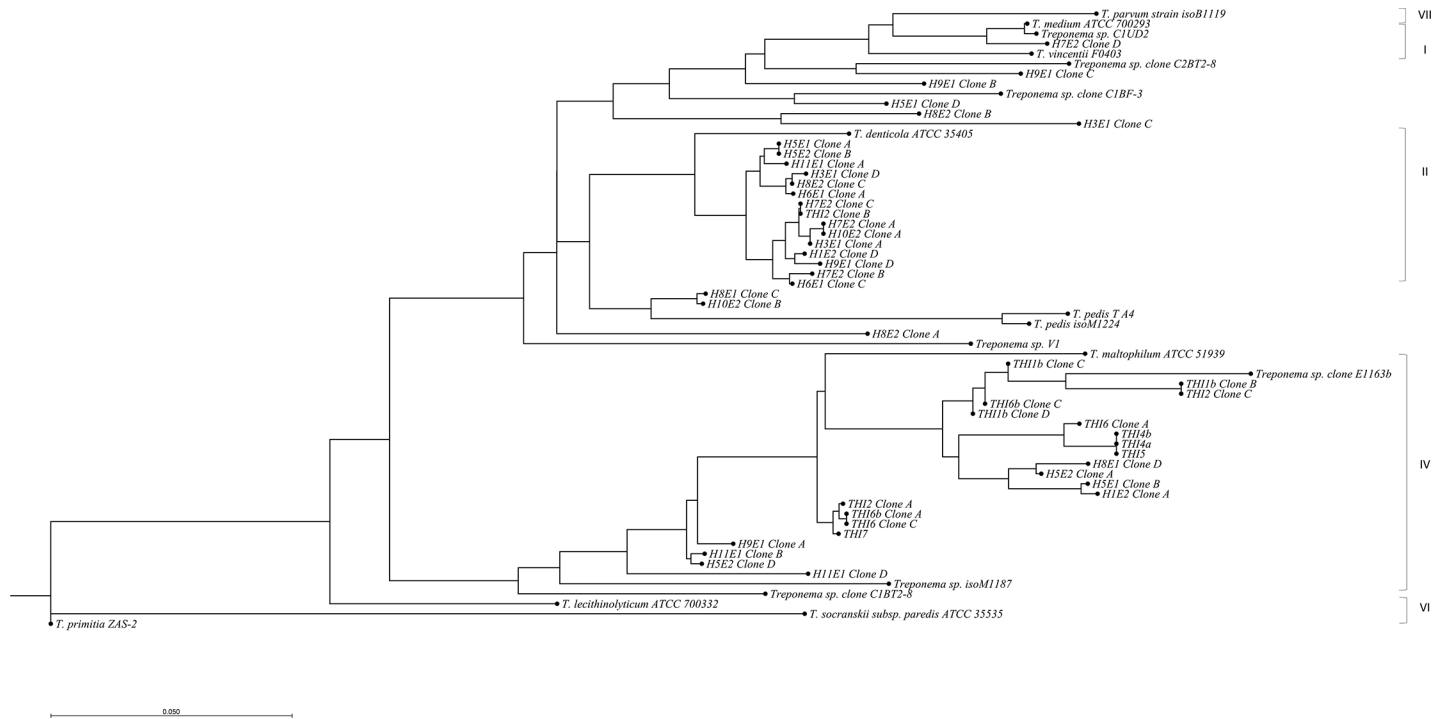 T. parvum strain isoB1119
VII
T. medium ATCC 700293
Treponema sp. C1UD2
H7E2 Clone D
I
T. vincentii F0403
Treponema sp. clone C2BT2-8
H9E1 Clone C
H9E1 Clone B
Treponema sp. clone C1BF-3
H5E1 Clone D
H8E2 Clone B
H3E1 Clone C
T. denticola ATCC 35405
H5E1 Clone A
H5E2 Clone B
H11E1 Clone A
H3E1 Clone D
II
H8E2 Clone C
H6E1 Clone A
H7E2 Clone C
THI2 Clone B
H7E2 Clone A
H10E2 Clone A
H3E1 Clone A
H1E2 Clone D
H9E1 Clone D
H7E2 Clone B
H6E1 Clone C
H8E1 Clone C
H10E2 Clone B
T. pedis T A4
T. pedis isoM1224
H8E2 Clone A
Treponema sp. V1
T. maltophilum ATCC 51939
THI1b Clone C
Treponema sp. clone E1163b
THI1b Clone B
THI2 Clone C
THI6b Clone C
THI1b Clone D
THI6 Clone A
THI4b
THI4a
THI5
H8E1 Clone D
IV
H5E2 Clone A
H5E1 Clone B
H1E2 Clone A
THI2 Clone A
THI6b Clone A
THI6 Clone C
THI7
H9E1 Clone A
H11E1 Clone B
H5E2 Clone D
H11E1 Clone D
Treponema sp. isoM1187
Treponema sp. clone C1BT2-8
T. lecithinolyticum ATCC 700332
VI
T. socranskii subsp. paredis ATCC 35535
T. primitia ZAS-2
0.050